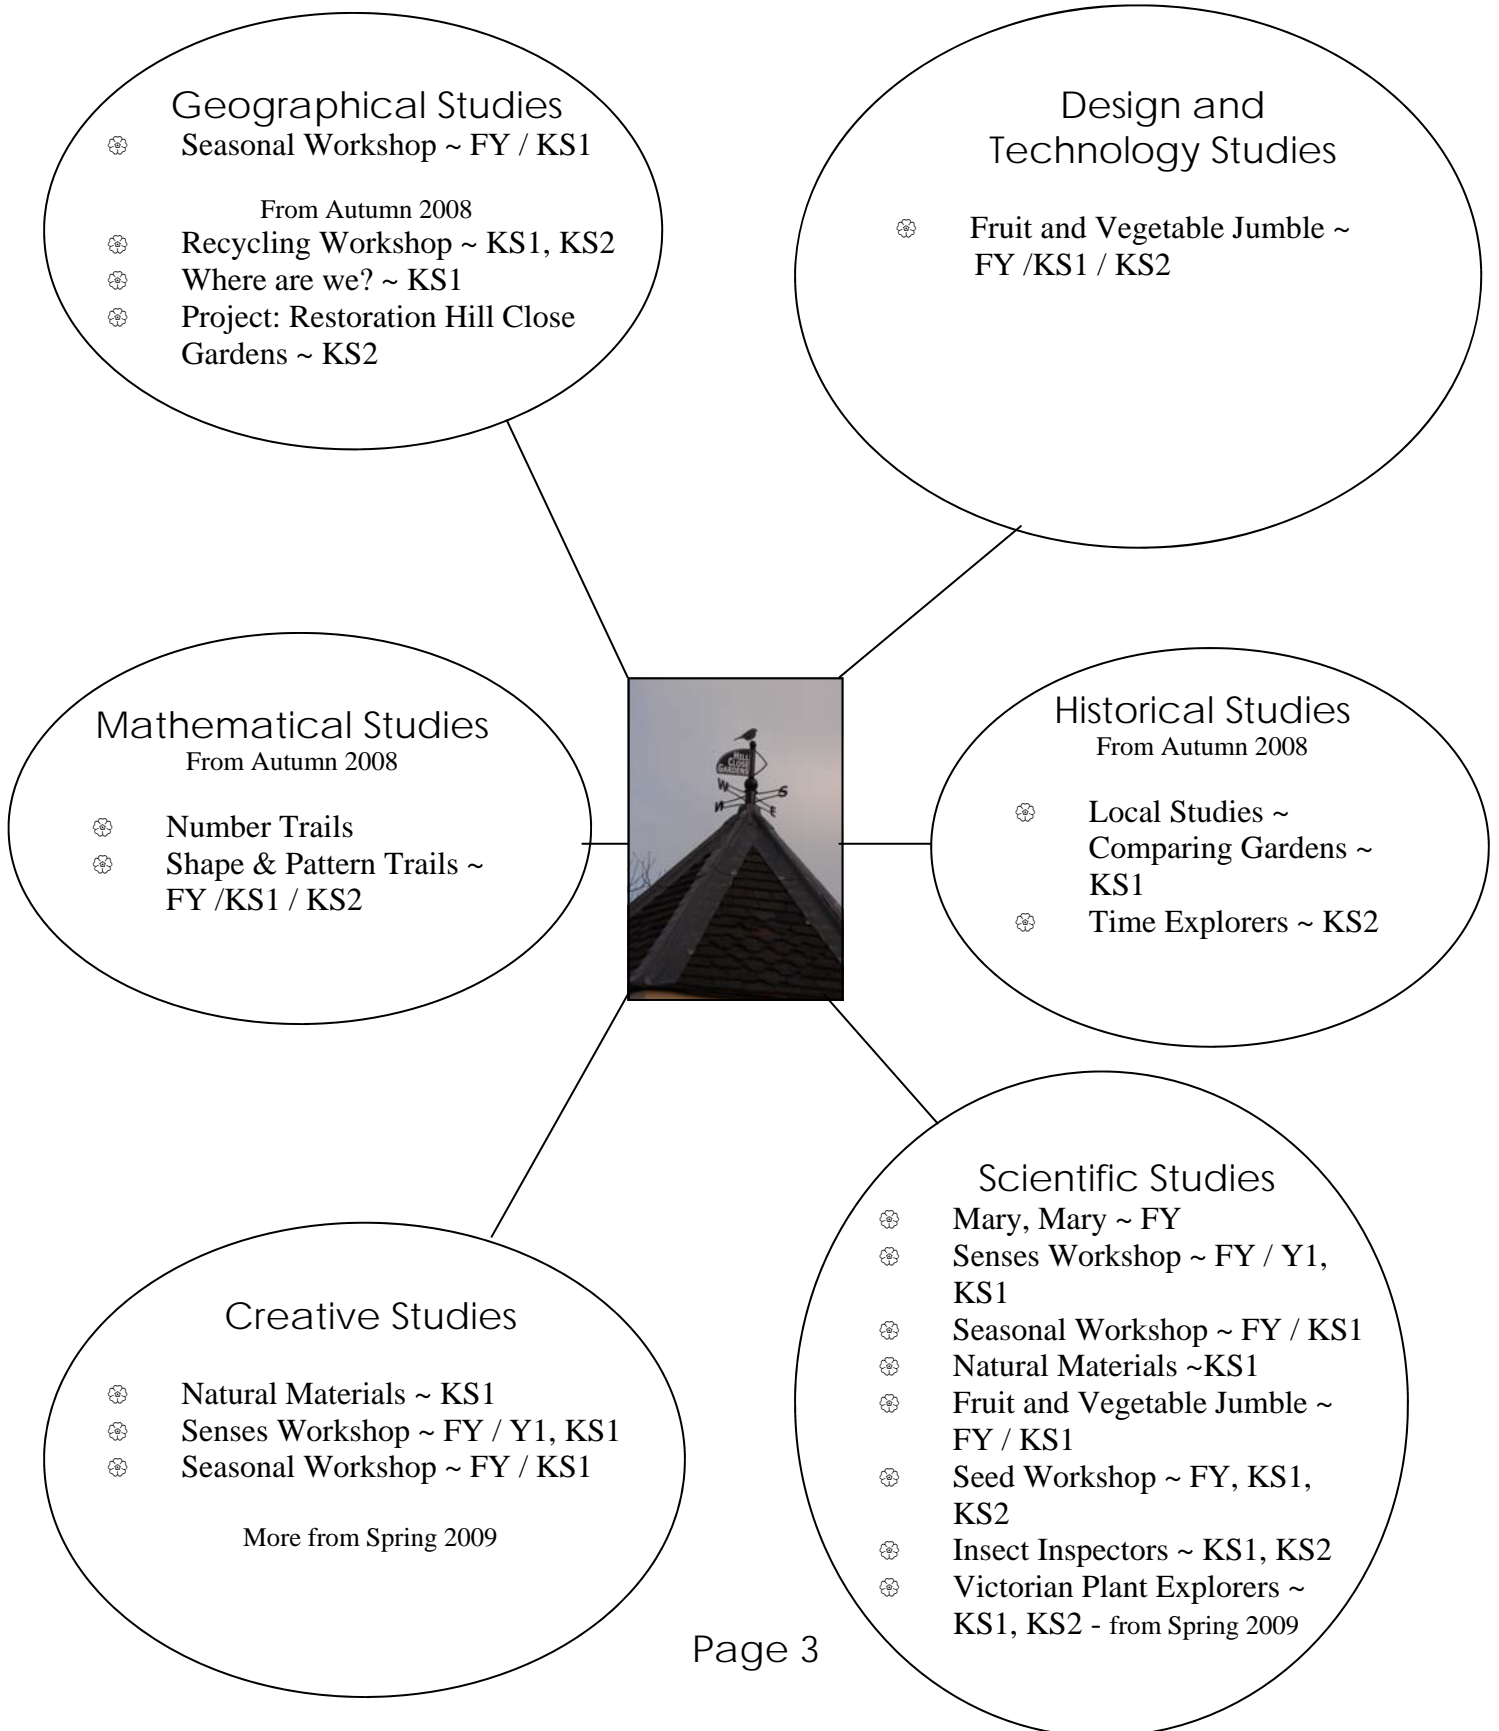 Geographical Studies
Seasonal Workshop ~ FY / KS1
From Autumn 2008
Recycling Workshop ~ KS1, KS2
Where are we? ~ KS1
Project: Restoration Hill Close
Gardens ~ KS2
Design and
Technology Studies
Fruit and Vegetable Jumble ~
FY /KS1 / KS2
Mathematical Studies
From Autumn 2008
Number Trails
Shape & Pattern Trails ~
FY /KS1 / KS2
HILL
CLOSE
GARDENS
W S
N E
Historical Studies
From Autumn 2008
Local Studies ~
Comparing Gardens ~
KS1
Time Explorers ~ KS2
Creative Studies
Natural Materials ~ KS1
Senses Workshop ~ FY / Y1, KS1
Seasonal Workshop ~ FY / KS1
More from Spring 2009
Scientific Studies
Mary, Mary ~ FY
Senses Workshop ~ FY / Y1,
KS1
Seasonal Workshop ~ FY / KS1
Natural Materials ~KS1
Fruit and Vegetable Jumble ~
FY / KS1
Seed Workshop ~ FY, KS1,
KS2
Insect Inspectors ~ KS1, KS2
Victorian Plant Explorers ~
KS1, KS2 - from Spring 2009
Page 3